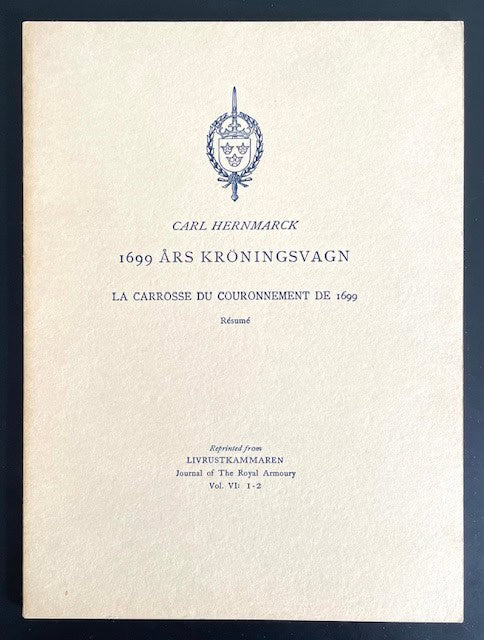 CARL HERNMARCK
1699 ÅRS KRÖNINGSVAGN
LA CARROSSE DU COURONNEMENT DE 1699
Résumé
Reprinted from
LIVRUSTKAMMAREN
Journal of The Royal Armoury
Vol. VI: 1-2